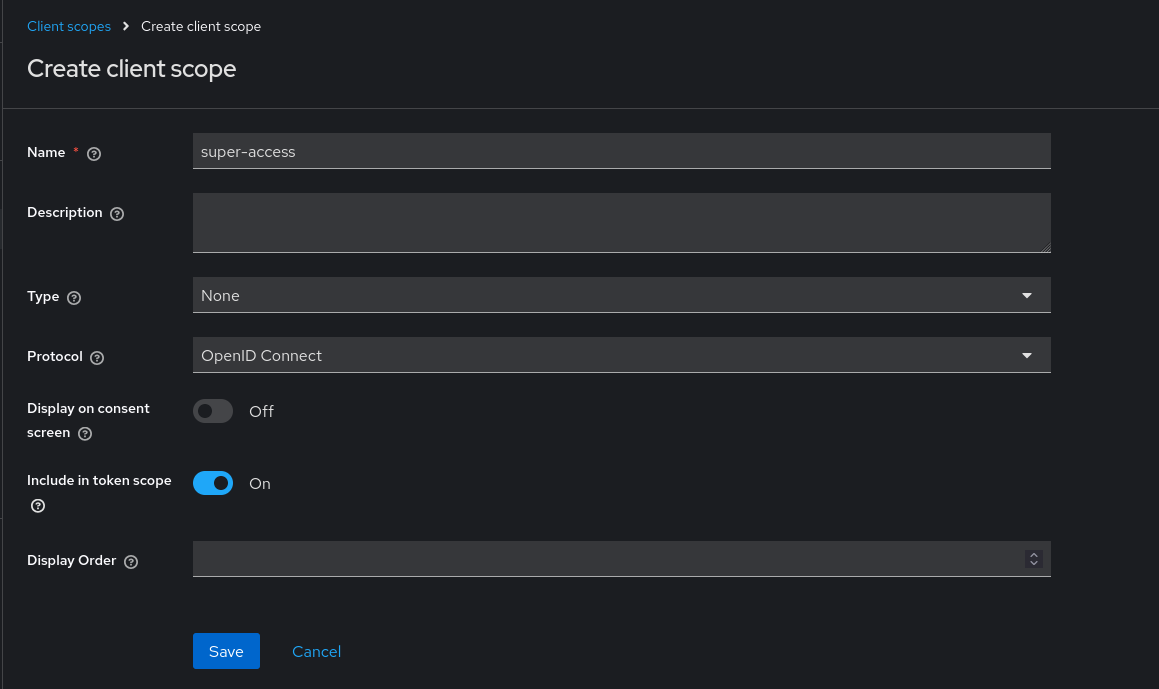 Client scopes > Create client scope
Create client scope
Name *
super-access
Description
Type
None
Protocol
OpenID Connect
Display on consent
screen
Off
Include in token scope
On
Display Order
Save Cancel